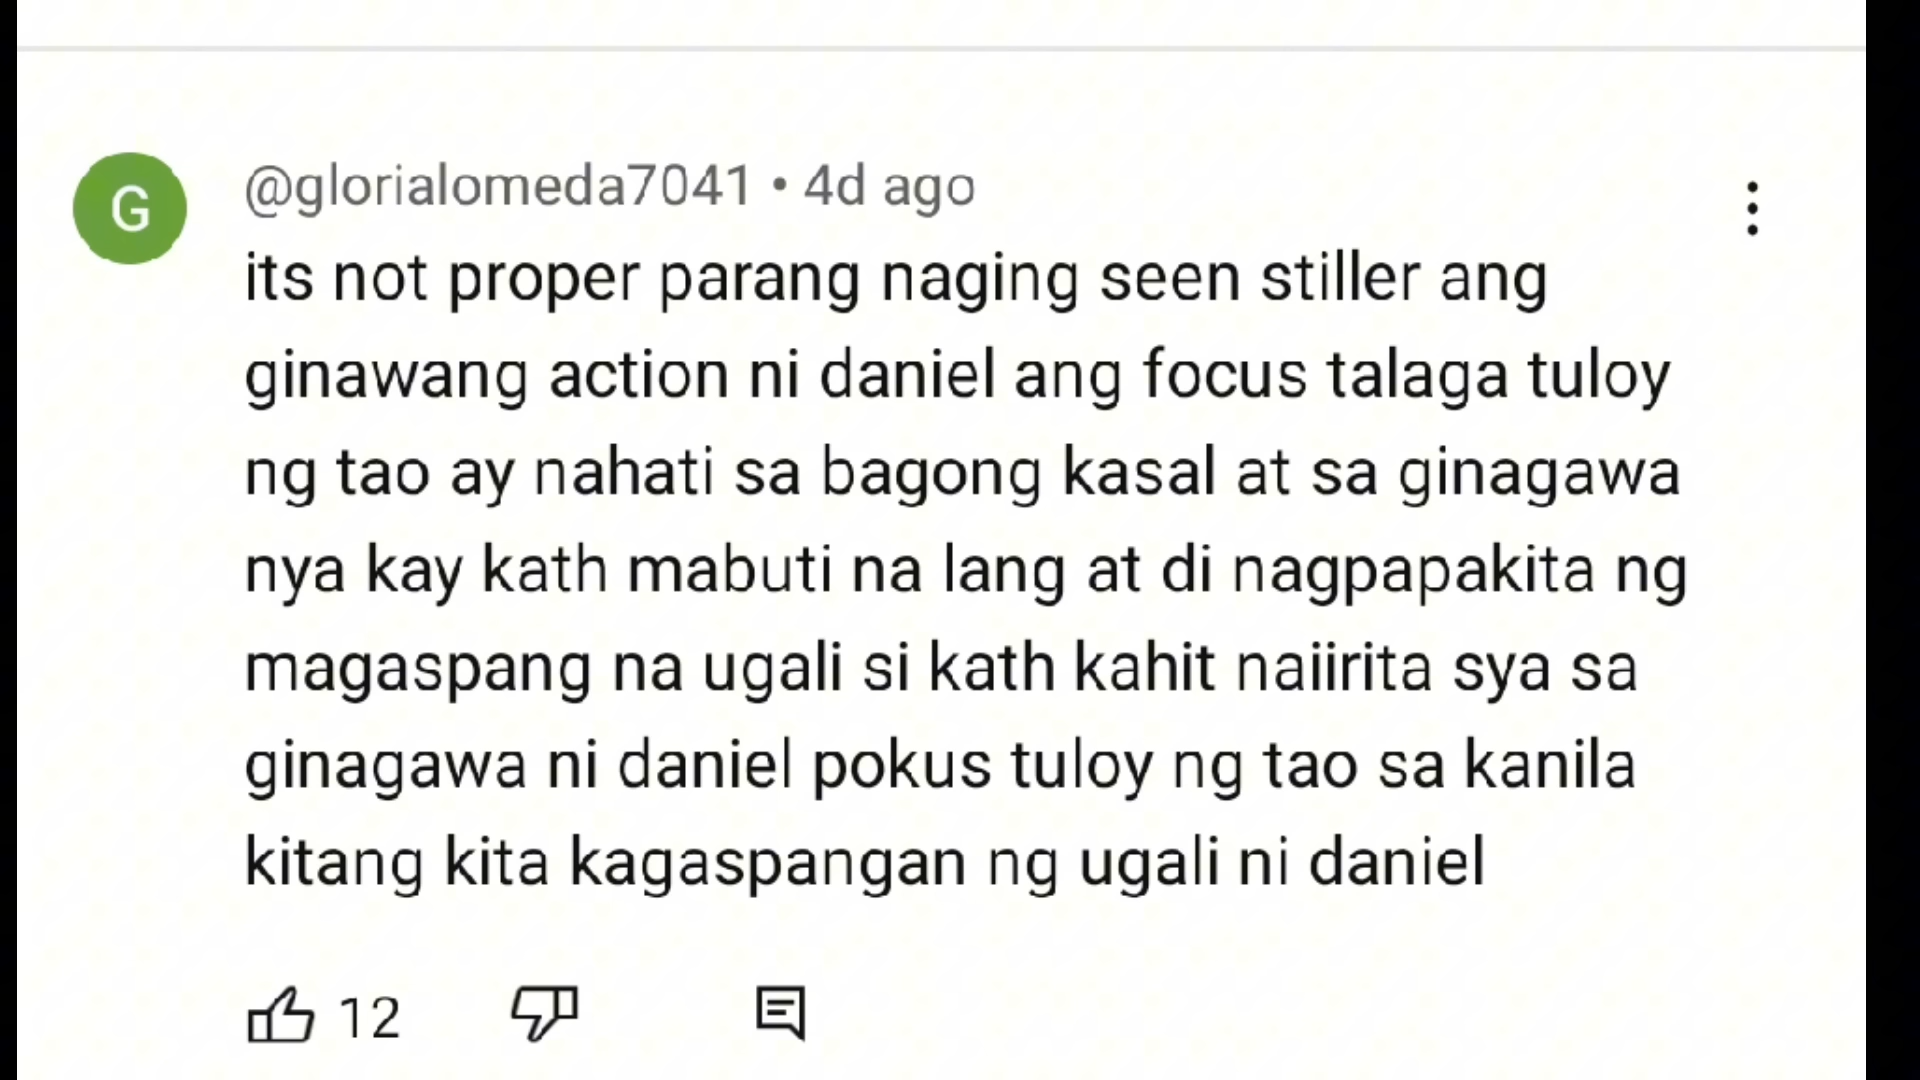 G
@glorialomeda7041 • 4d ago
its not proper parang naging seen stiller ang
ginawang action ni daniel ang focus talaga tuloy
ng tao ay nahati sa bagong kasal at sa ginagawa
nya kay kath mabuti na lang at di nagpapakita ng
magaspang na ugali si kath kahit naiirita sya sa
ginagawa ni daniel pokus tuloy ng tao sa kanila
kitang kita kagaspangan ng ugali ni daniel
12